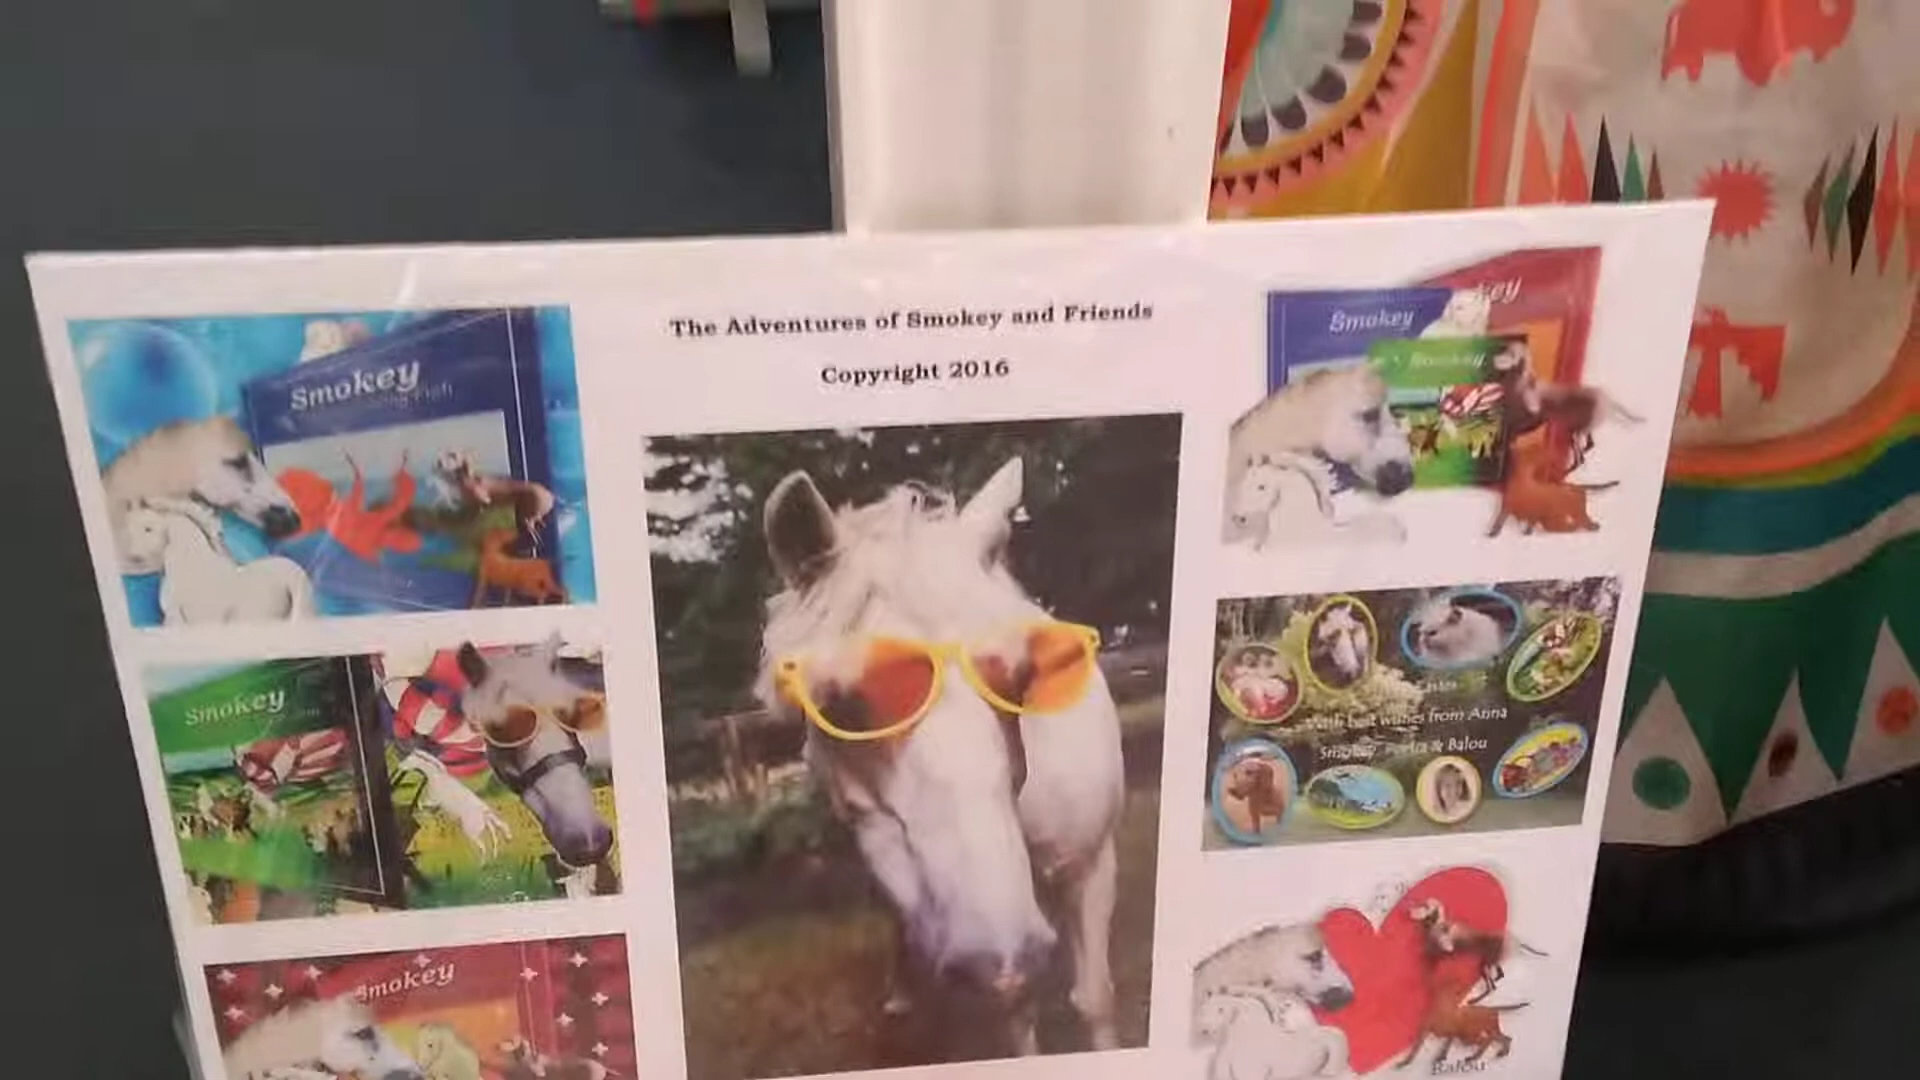 The Adventures of Smokey and Friends
Copyright 2016
Smokey
Smokey
Smokey
Smokey
key
Smokey
With best wishes from Anna
Smokey, & Balou
Balou